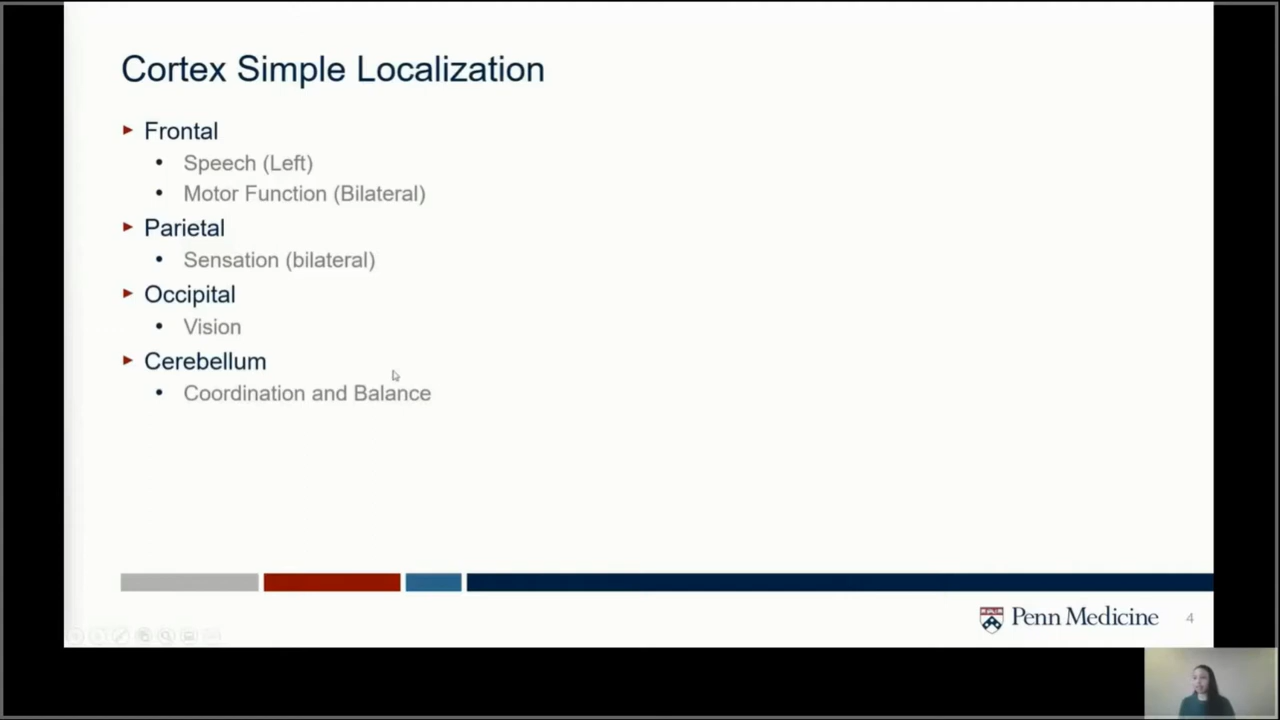 Cortex Simple Localization
Frontal
Speech (Left)
Motor Function (Bilateral)
Parietal
Sensation (bilateral)
Occipital
Vision
Cerebellum
Coordination and Balance
Penn Medicine 4